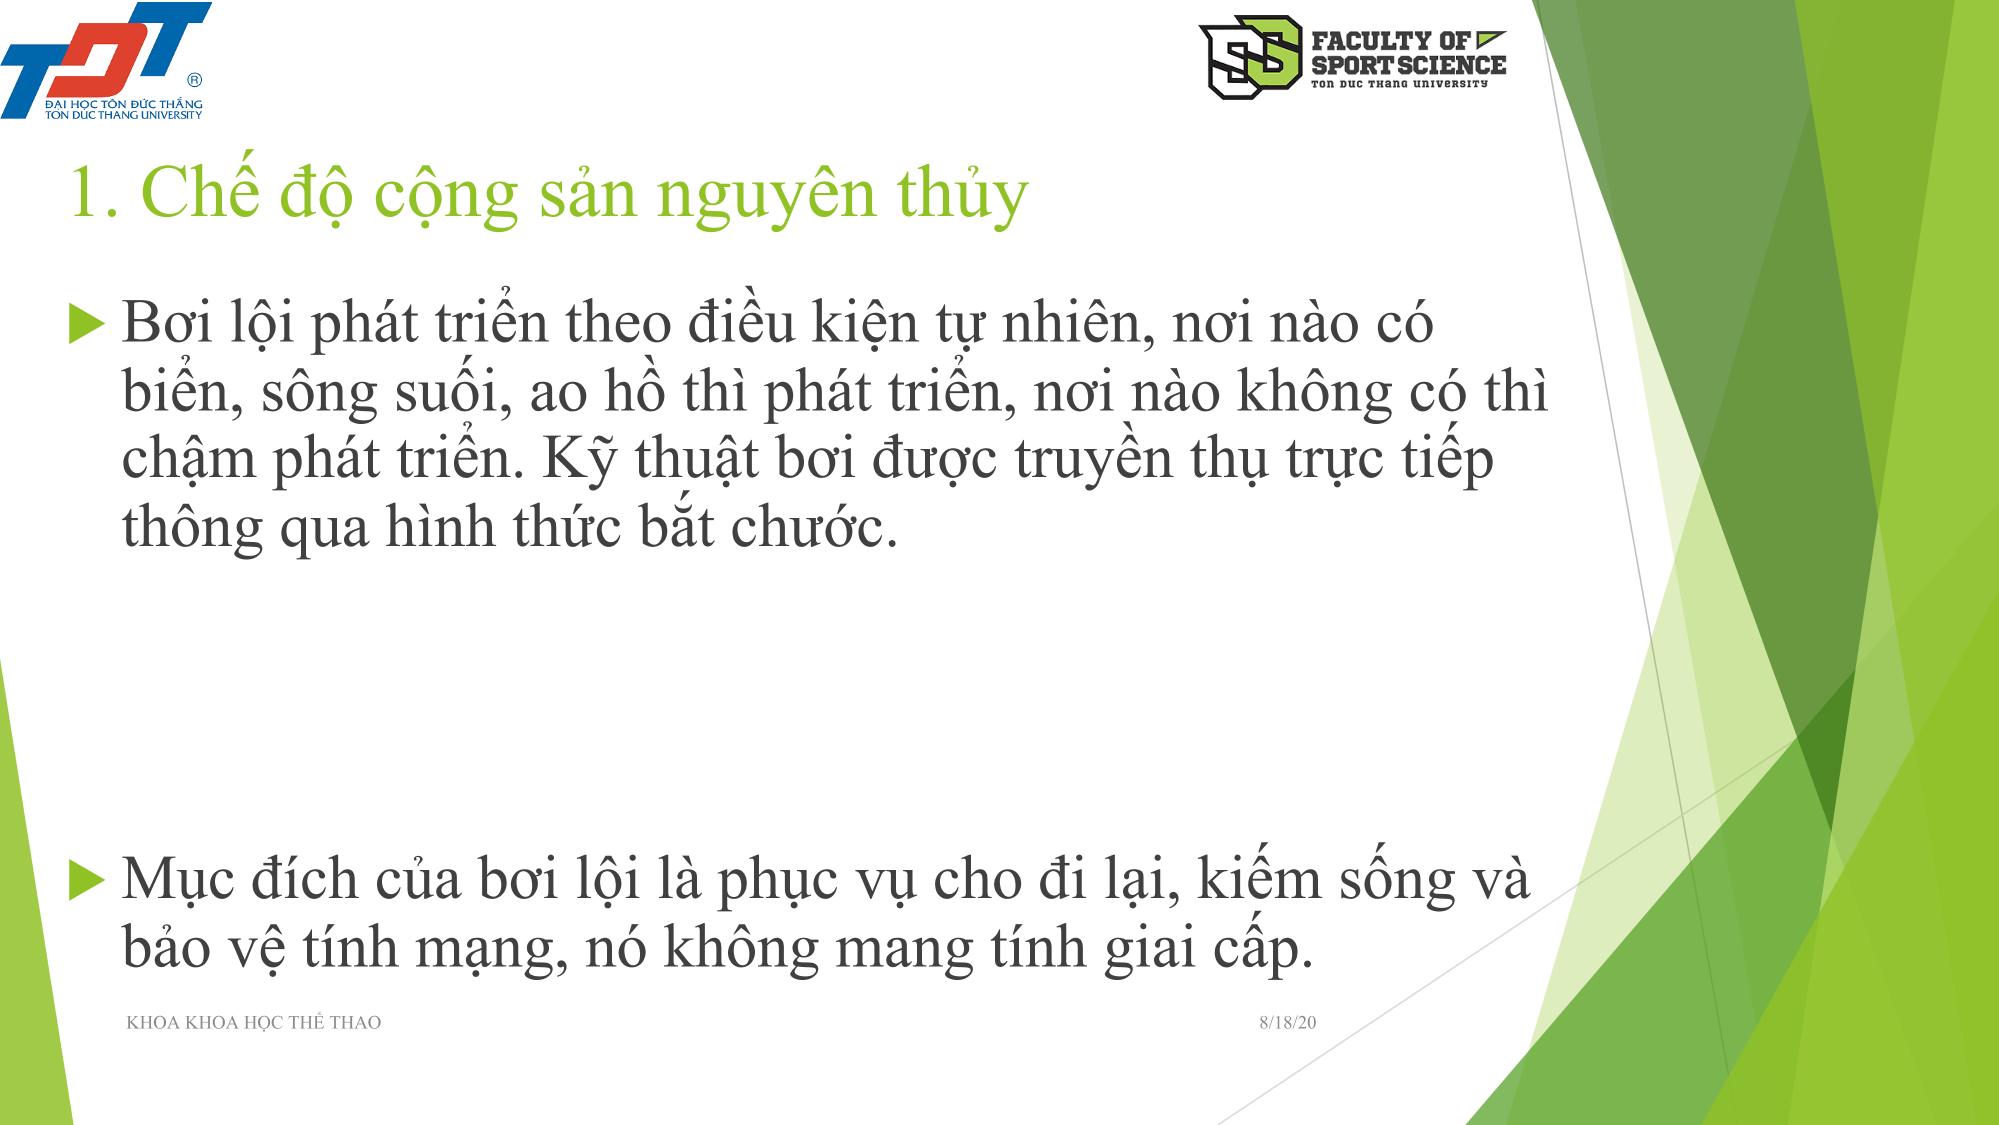 TDT
®
ĐẠI HỌC TÔN ĐỨC THẮNG
TON DUC THANG UNIVERSITY
SS
FACULTY OF
SPORT SCIENCE
TON DUC THANG UNIVERSITY
1. Chế độ cộng sản nguyên thủy
Bơi lội phát triển theo điều kiện tự nhiên, nơi nào có
biển, sông suối, ao hồ thì phát triển, nơi nào không có thì
chậm phát triển. Kỹ thuật bơi được truyền thụ trực tiếp
thông qua hình thức bắt chước.
Mục đích của bơi lội là phục vụ cho đi lại, kiếm sống và
bảo vệ tính mạng, nó không mang tính giai cấp.
KHOA KHOA HỌC THỂ THAO
8/18/20